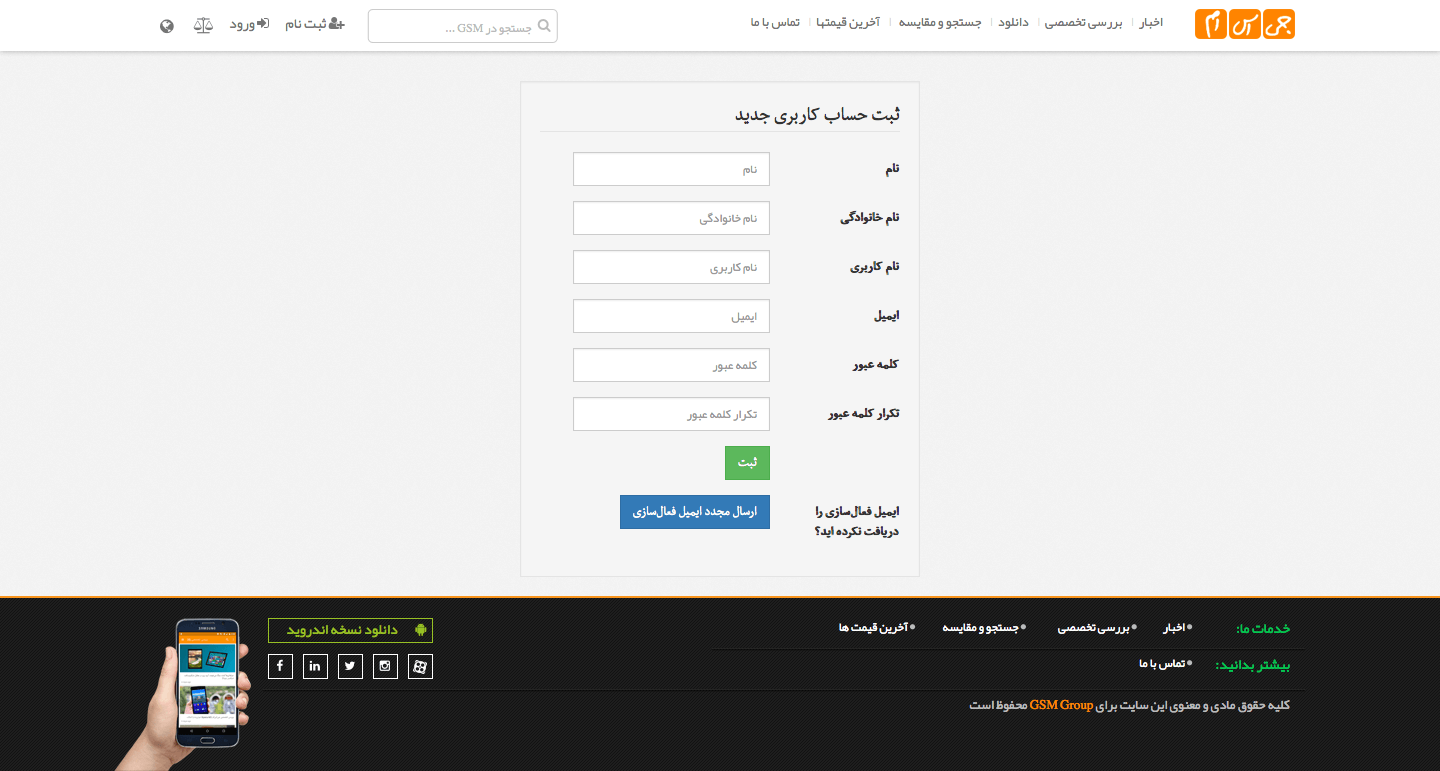 جی اس ام
اخبار
بررسی تخصصی
دانلود
جستجو و مقایسه
آخرین قیمتها
تماس با ما
جستجو در GSM ...
ثبت نام
ورود
ثبت حساب کاربری جدید
نام
نام
نام خانوادگی
نام خانوادگی
نام کاربری
نام کاربری
ایمیل
ایمیل
کلمه عبور
کلمه عبور
تکرار کلمه عبور
تکرار کلمه عبور
ثبت
ایمیل فعال‌سازی را
دریافت نکرده اید؟
ارسال مجدد ایمیل فعال‌سازی
خدمات ما:
اخبار
بررسی تخصصی
جستجو و مقایسه
آخرین قیمت ها
بیشتر بدانید:
تماس با ما
کلیه حقوق مادی و معنوی این سایت برای GSM Group محفوظ است
دانلود نسخه اندروید